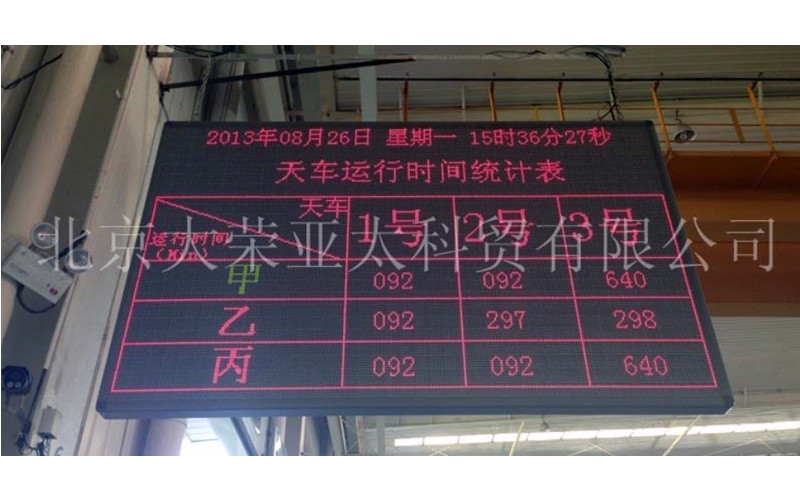 2013年08月26日 星期一 15时36分27秒
天车运行时间统计表
天车 1号 2号 3号
运行时间
(Min)
甲 092 092 640
乙 092 297 298
丙 092 092 640
北京大荣亚太科贸有限公司